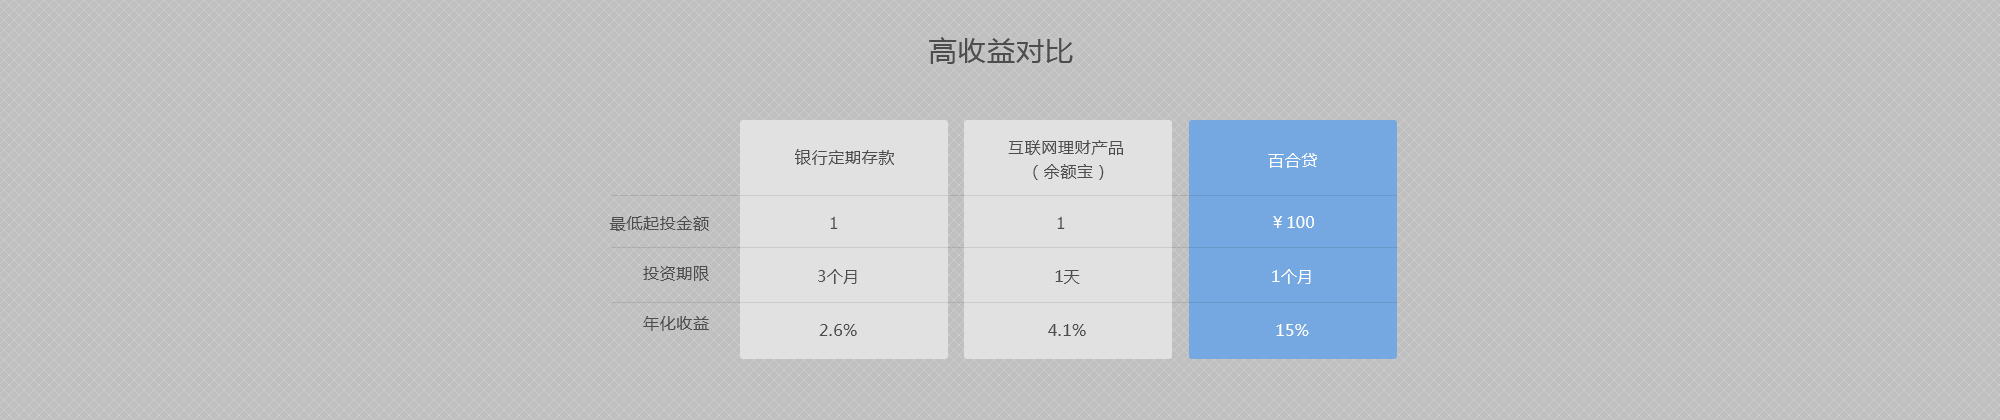 高收益对比
银行定期存款
互联网理财产品
（余额宝）
百合贷
最低起投金额
1
1
￥100
投资期限
3个月
1天
1个月
年化收益
2.6%
4.1%
15%